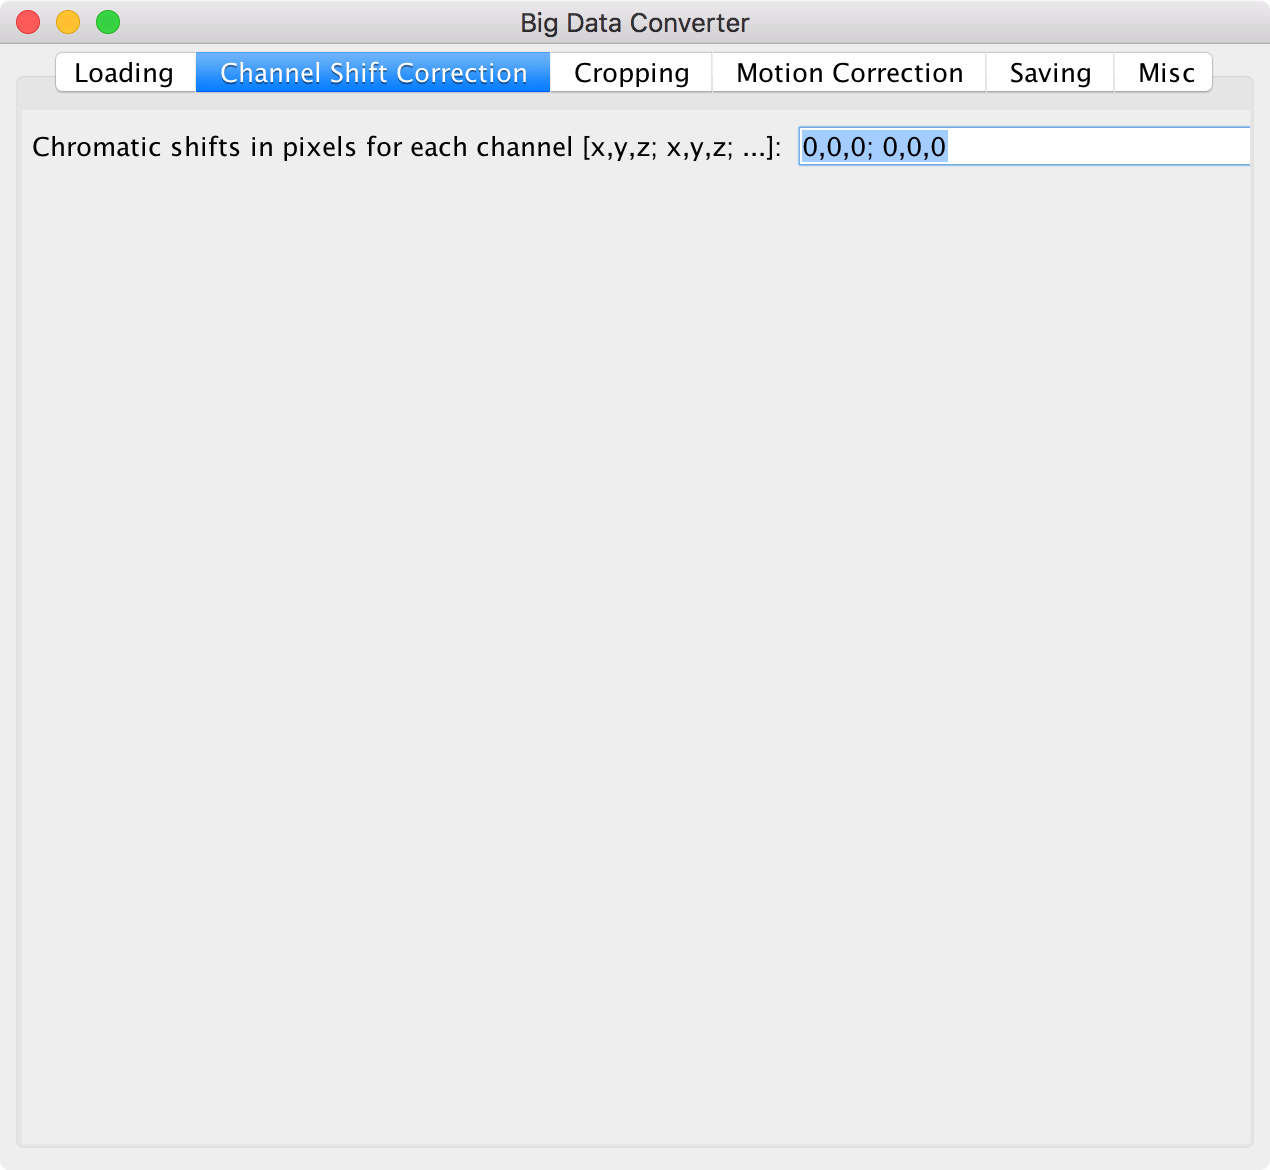 Big Data Converter
Loading Channel Shift Correction Cropping Motion Correction Saving Misc
Chromatic shifts in pixels for each channel [x,y,z; x,y,z; ...]: 0,0,0; 0,0,0